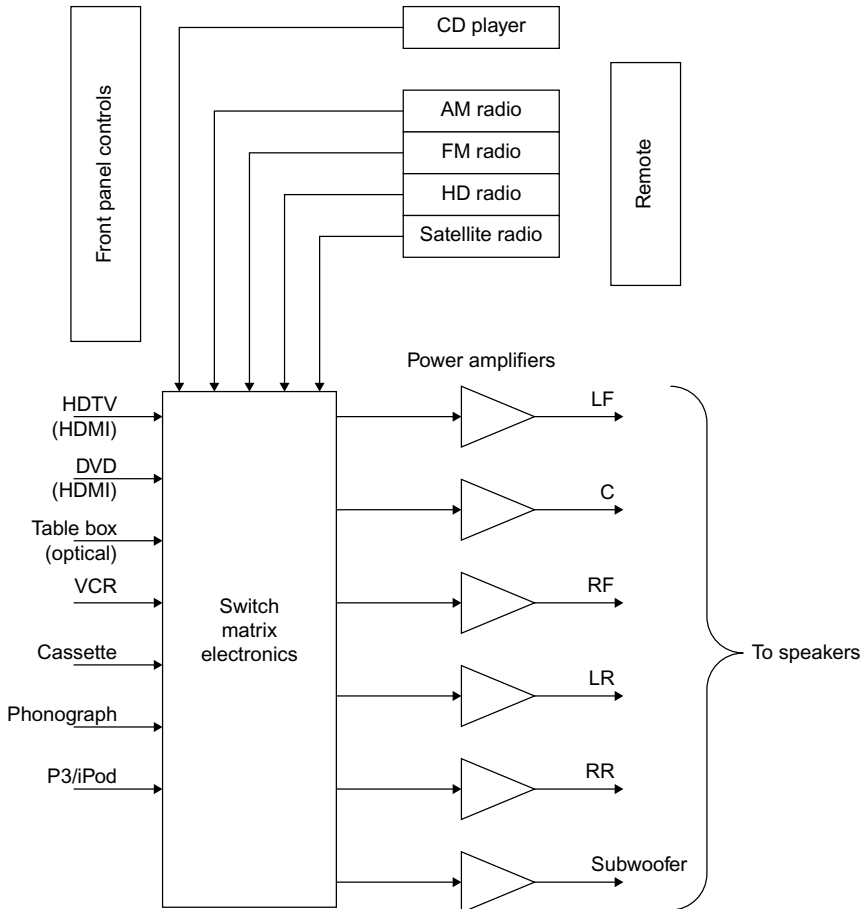 CD player
Front panel controls
AM radio
FM radio
HD radio
Satellite radio
Remote
Power amplifiers
HDTV
(HDMI)
DVD
(HDMI)
Table box
(optical)
VCR
Cassette
Phonograph
P3/iPod
Switch
matrix
electronics
LF
C
RF
LR
RR
Subwoofer
To speakers